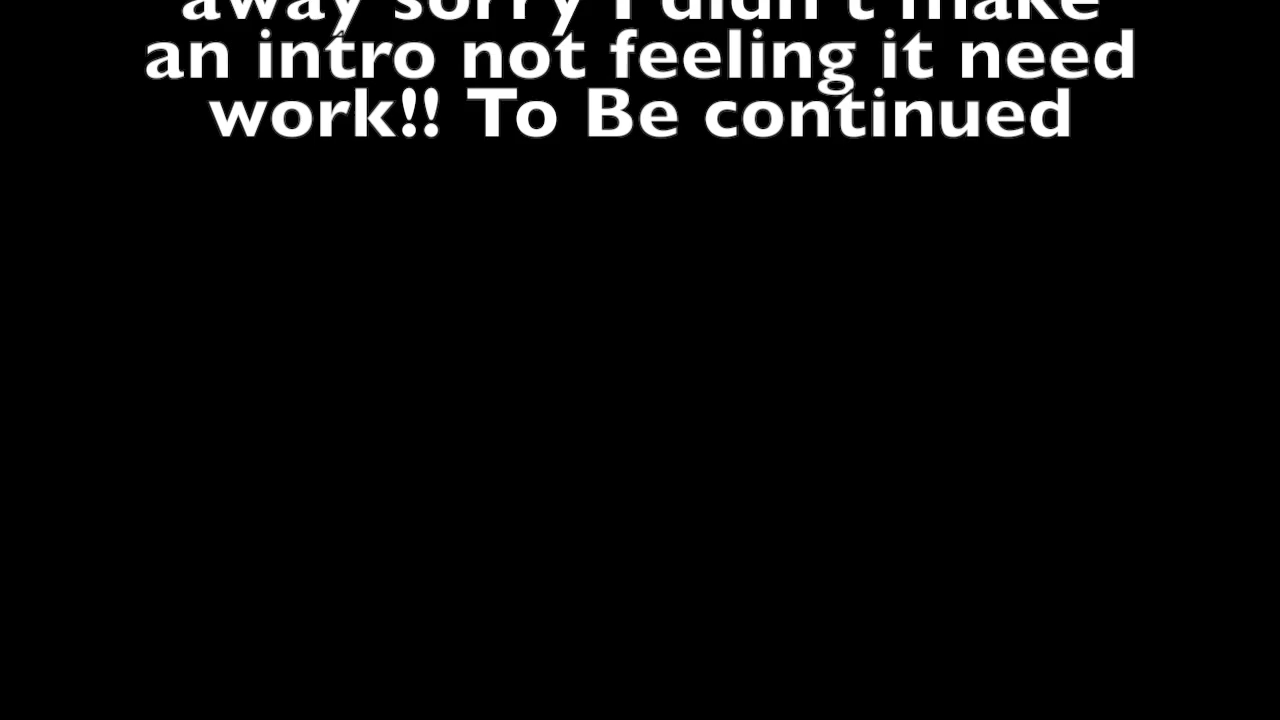 away sorry I didn't make
an intro not feeling it need
work!! To Be continued